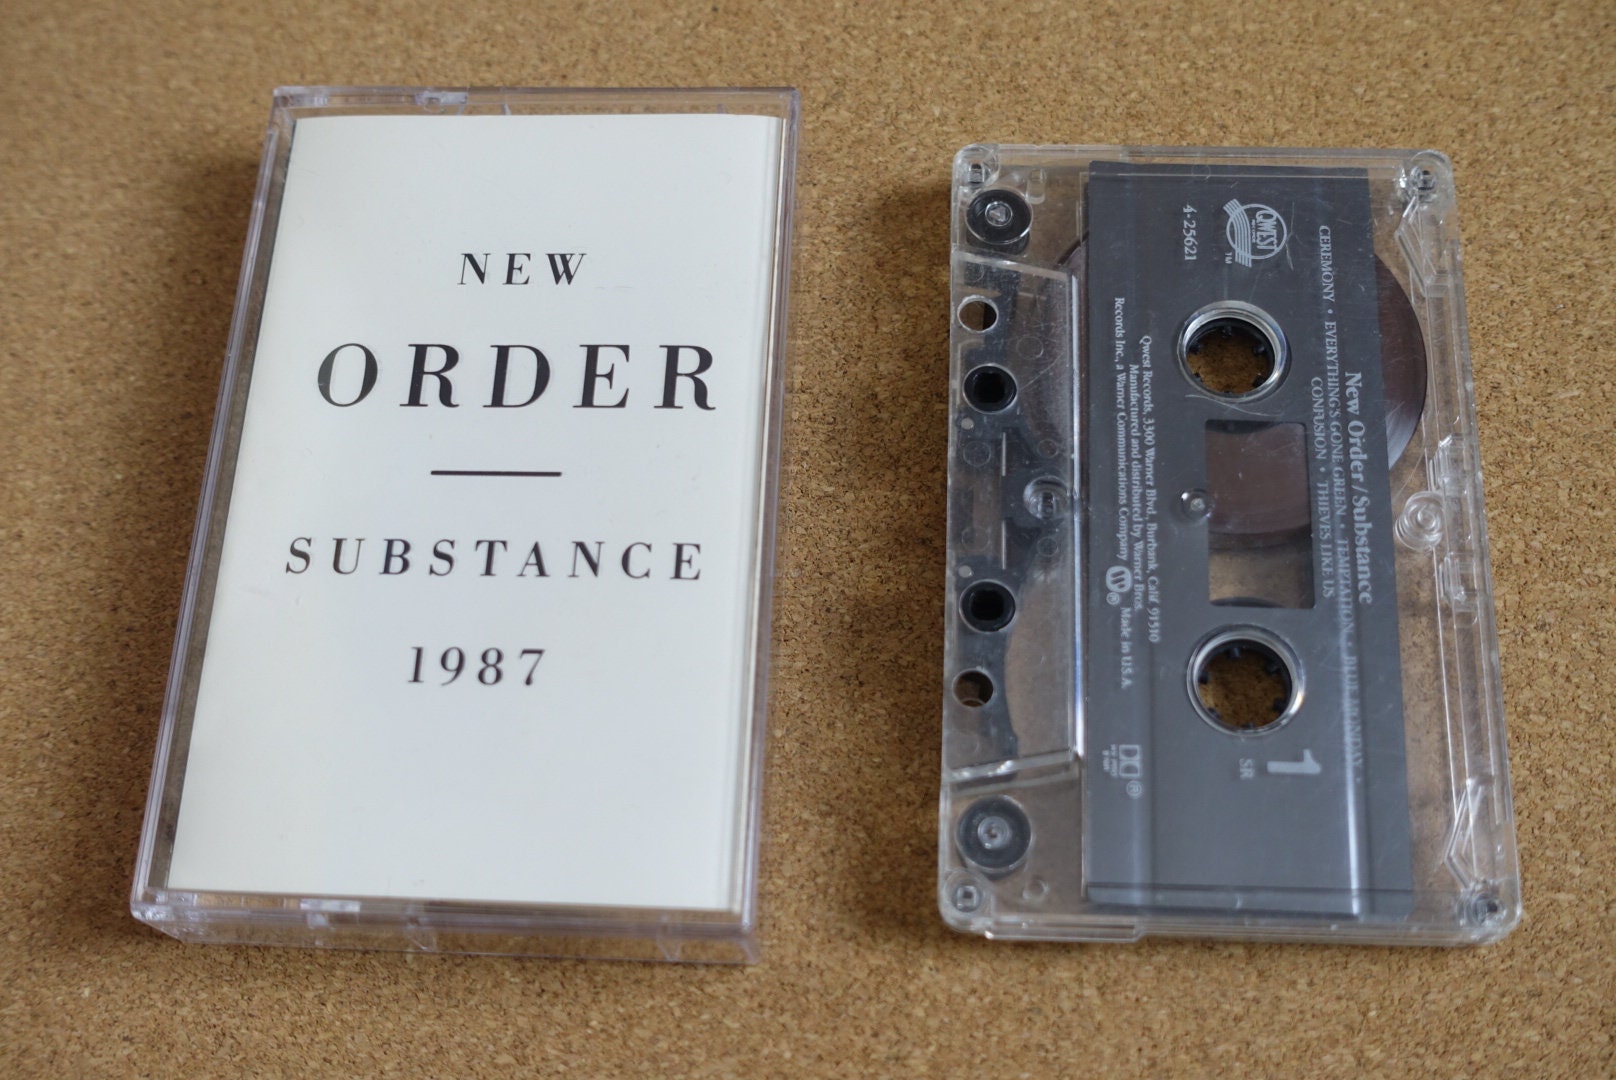 NEW
ORDER
SUBSTANCE
1987
New Order / Substance
CEREMONY • EVERYTHING'S GONE GREEN • TEMPTATION • BLUE MONDAY •
CONFUSION • THIEVES LIKE US
QWEST
TM
4-25621
1
SR
Qwest Records, 3300 Warner Blvd. Burbank, Calif. 91510
Manufactured and distributed by Warner Bros.
Records Inc., a Warner Communications Company ® Made in U.S.A.